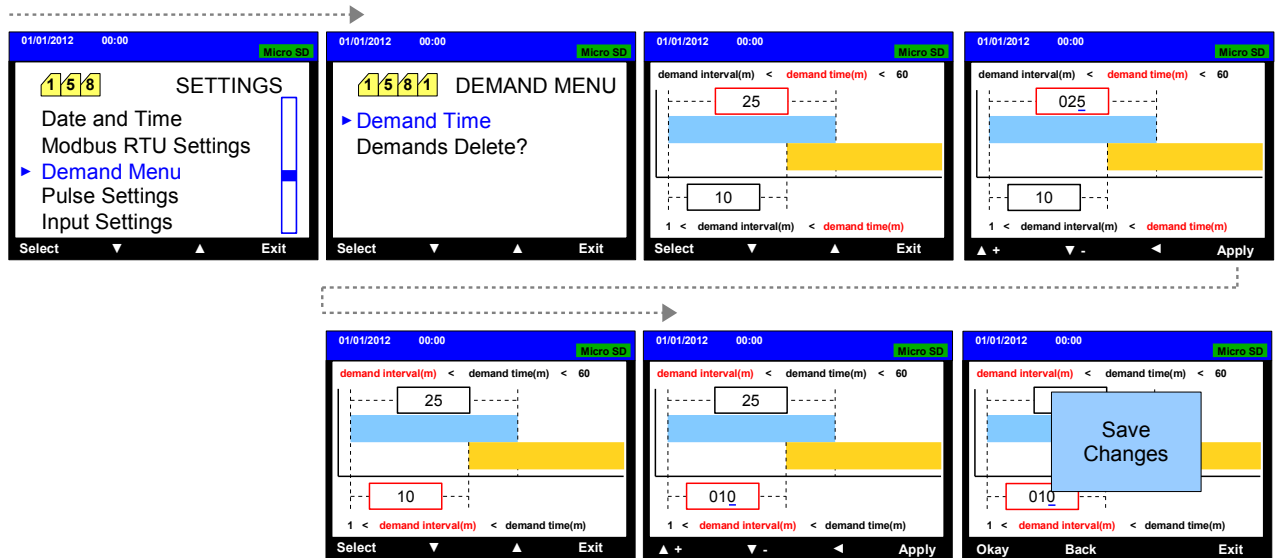 01/01/2012 00:00
Micro SD
1 5 8 SETTINGS
Date and Time
Modbus RTU Settings
► Demand Menu
Pulse Settings
Input Settings
Select ▼ ▲ Exit
01/01/2012 00:00
Micro SD
1 5 8 1 DEMAND MENU
► Demand Time
Demands Delete?
Select ▼ ▲ Exit
01/01/2012 00:00
Micro SD
demand interval(m) < demand time(m) < 60
25
10
1 < demand interval(m) < demand time(m)
Select ▼ ▲ Exit
01/01/2012 00:00
Micro SD
demand interval(m) < demand time(m) < 60
025
10
1 < demand interval(m) < demand time(m)
▲ + ▼ - ◄ Apply
01/01/2012 00:00
Micro SD
demand interval(m) < demand time(m) < 60
25
10
1 < demand interval(m) < demand time(m)
Select ▼ ▲ Exit
01/01/2012 00:00
Micro SD
demand interval(m) < demand time(m) < 60
25
010
1 < demand interval(m) < demand time(m)
▲ + ▼ - ◄ Apply
01/01/2012 00:00
Micro SD
demand interval(m) < demand time(m) < 60
Save
Changes
010
1 < demand interval(m) < demand time(m)
Okay Back Exit